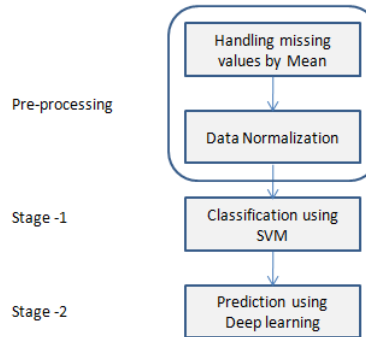 Handling missing
values by Mean
Pre-processing
Data Normalization
Stage -1
Classification using
SVM
Stage -2
Prediction using
Deep learning